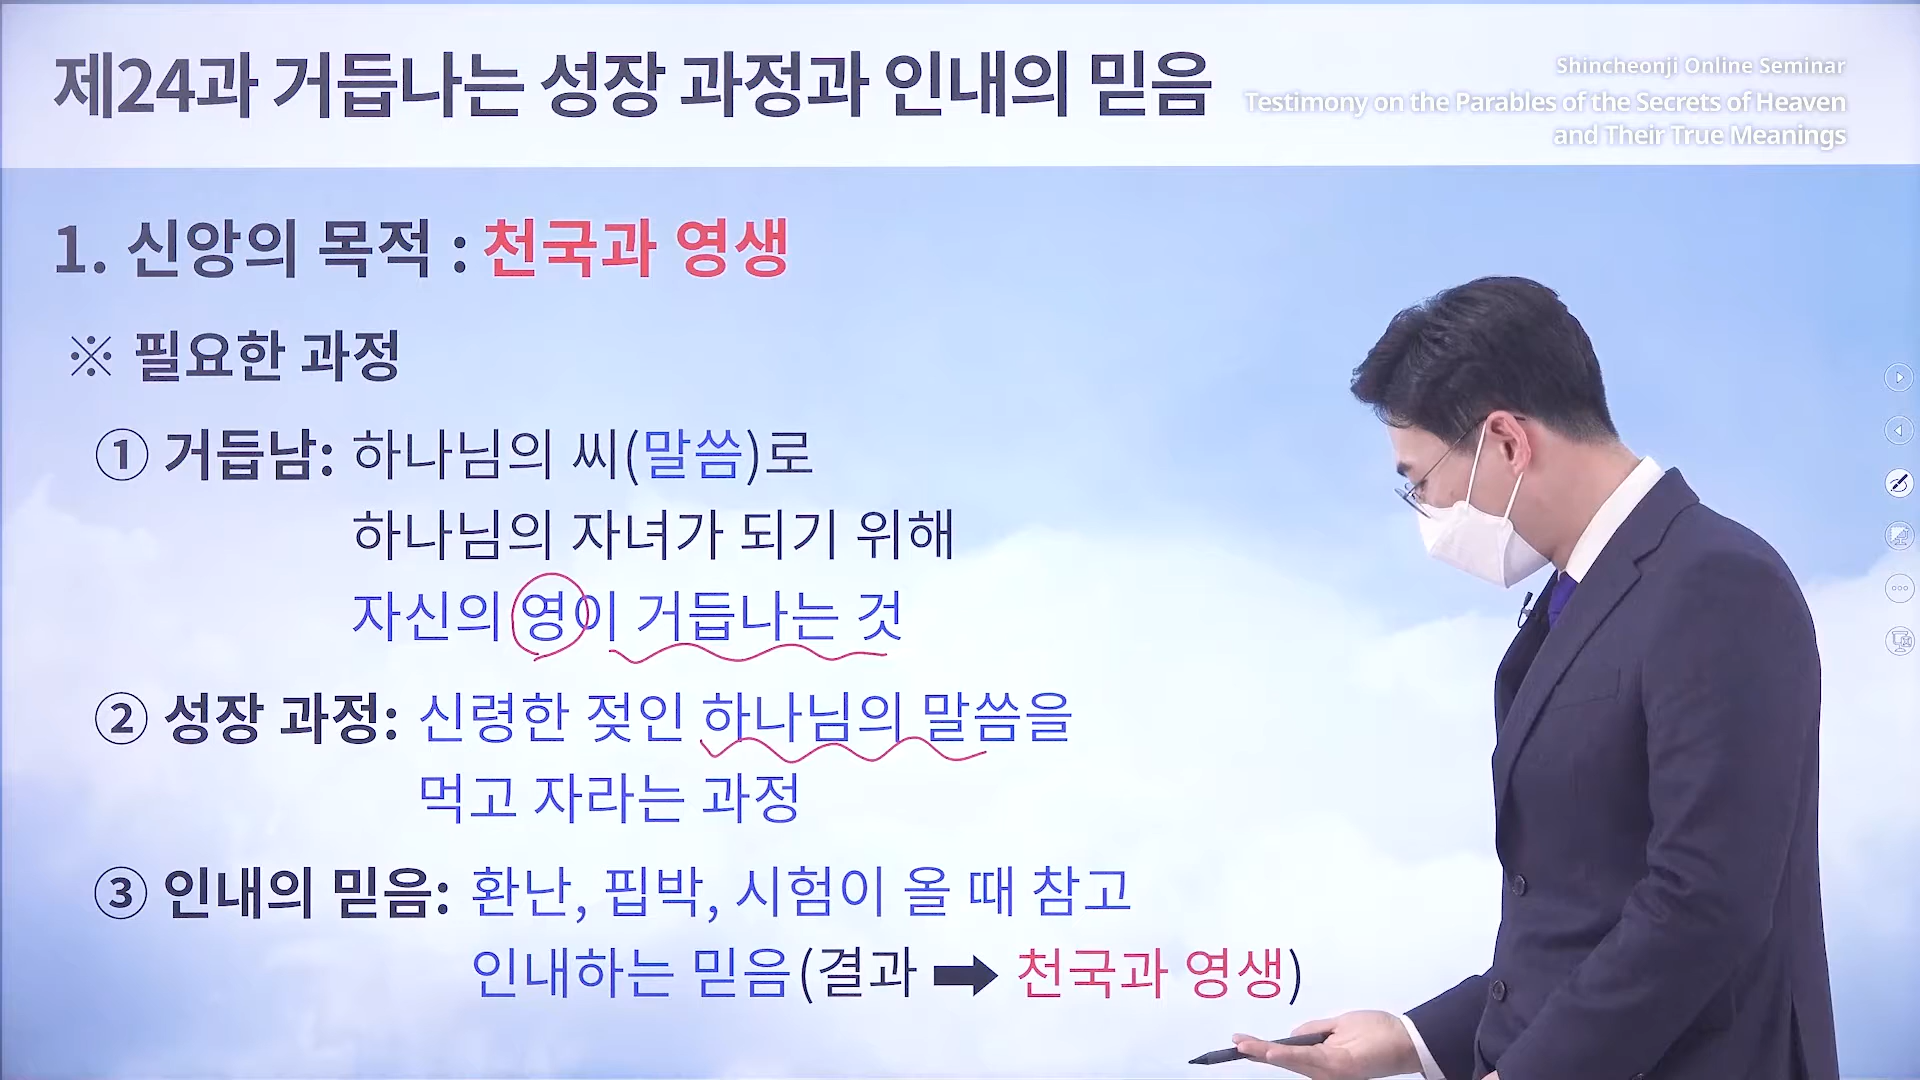 제24과 거듭나는 성장 과정과 인내의 믿음
Shincheonji Online Seminar
Testimony on the Parables of the Secrets of Heaven
and Their True Meanings
1. 신앙의 목적 : 천국과 영생
※ 필요한 과정
① 거듭남: 하나님의 씨(말씀)로
하나님의 자녀가 되기 위해
자신의 영이 거듭나는 것
② 성장 과정: 신령한 젖인 하나님의 말씀을
먹고 자라는 과정
③ 인내의 믿음: 환난, 핍박, 시험이 올 때 참고
인내하는 믿음(결과 ➡ 천국과 영생)